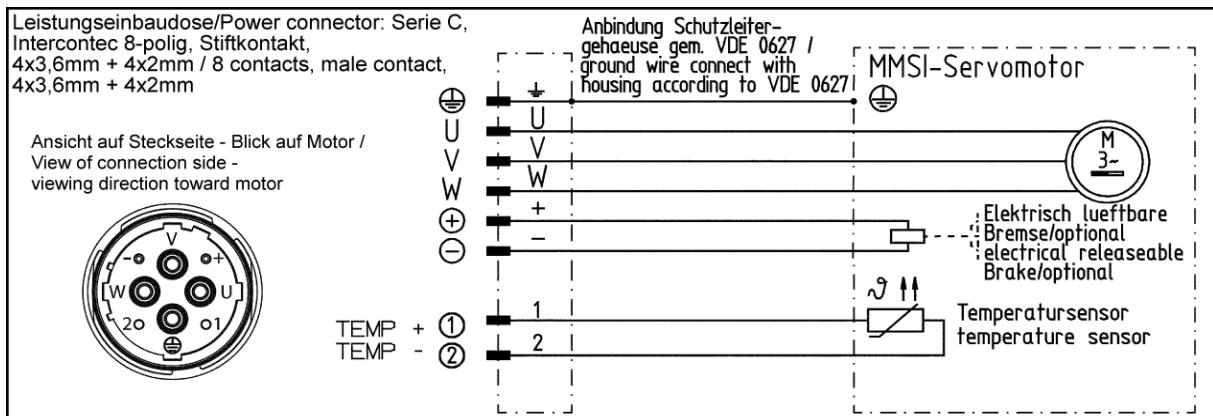 Leistungseinbaudose/Power connector: Serie C,
Intercontec 8-polig, Stiftkontakt,
4x3,6mm + 4x2mm / 8 contacts, male contact,
4x3,6mm + 4x2mm
Ansicht auf Steckseite - Blick auf Motor /
View of connection side -
viewing direction toward motor
V
- +
W U
2 1
Anbindung Schutzleiter-
gehaeuse gem. VDE 0627 /
ground wire connect with
housing according to VDE 0627
MMSI-Servomotor
U U
V V
W W
+ +
- -
M
3~
Elektrisch lueftbare
Bremse/optional
electrical releaseable
Brake/optional
TEMP + 1 1
TEMP - 2 2
ϑ
Temperatursensor
temperature sensor